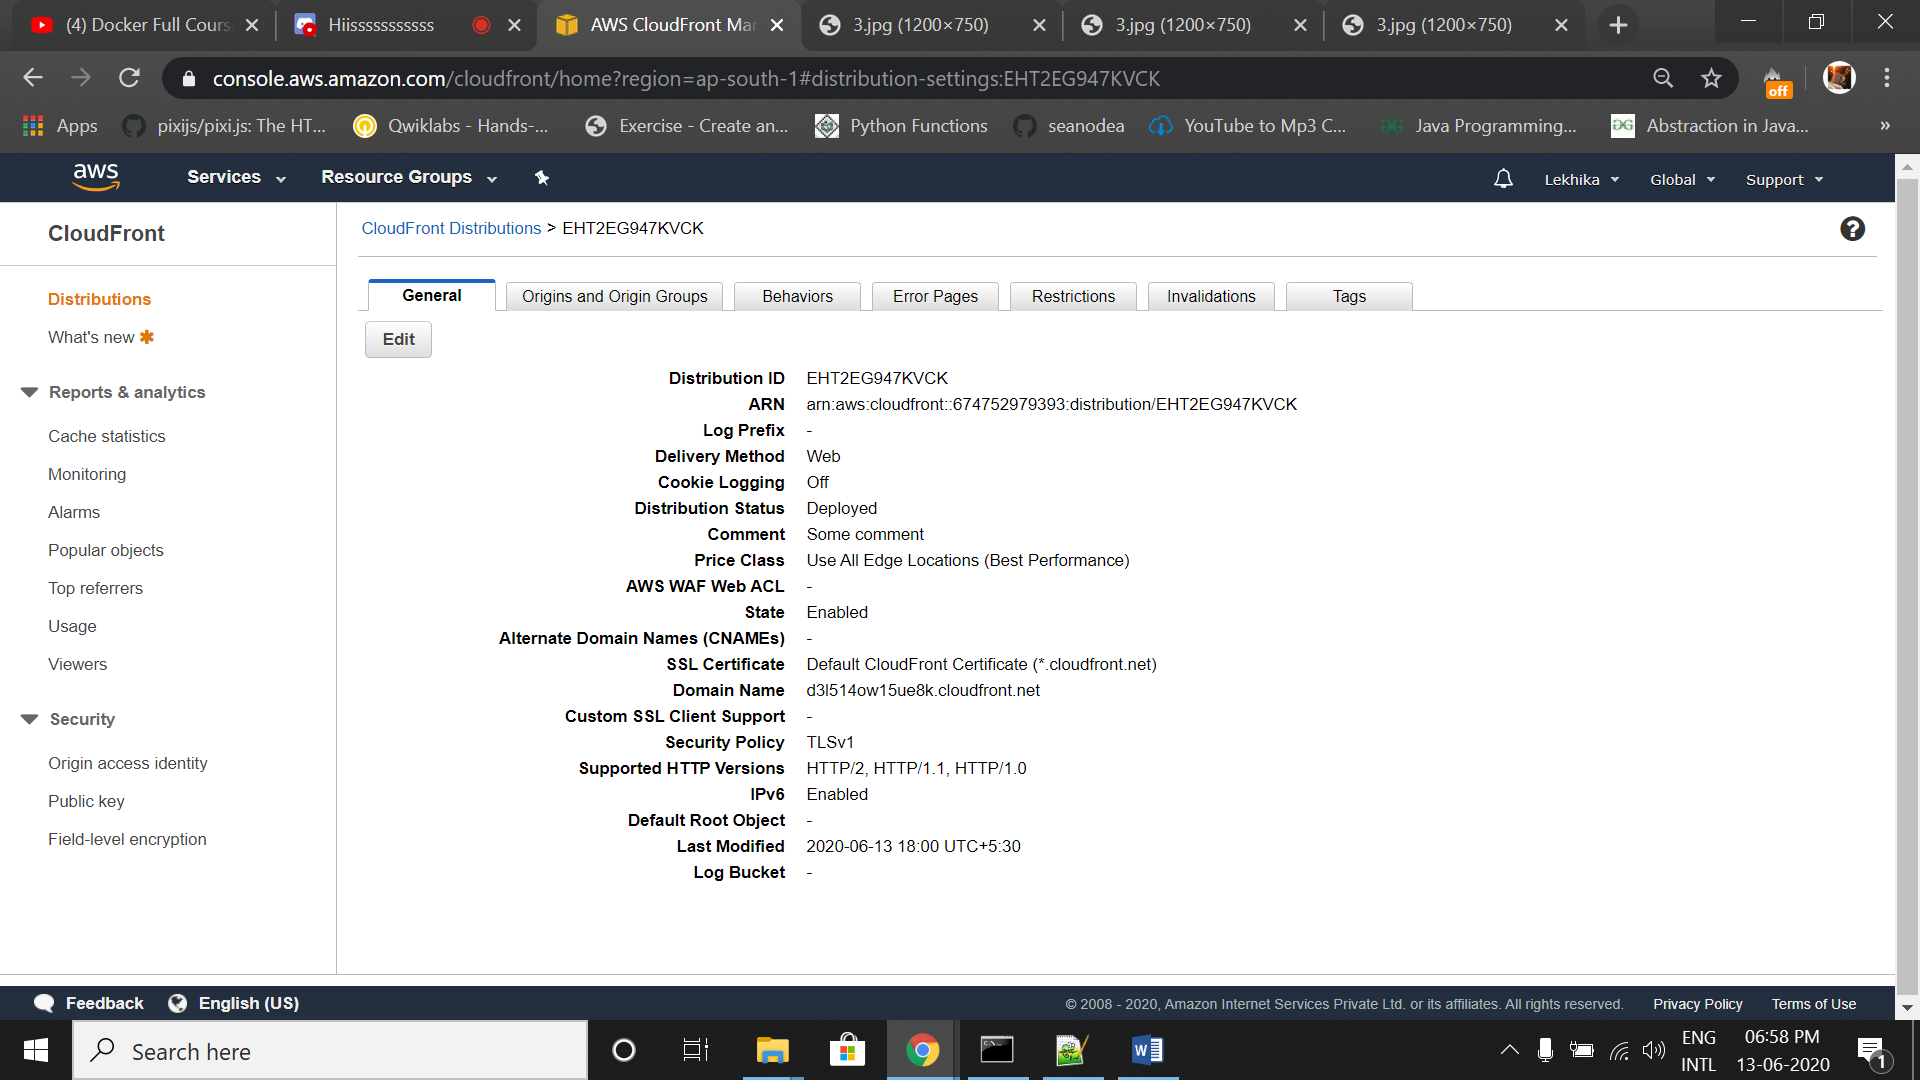 (4) Docker Full Cours
Hiisssssssssss
AWS CloudFront Mar
3.jpg (1200×750)
3.jpg (1200×750)
3.jpg (1200×750)
console.aws.amazon.com/cloudfront/home?region=ap-south-1#distribution-settings:EHT2EG947KVCK
off
Apps
pixijs/pixi.js: The HT...
Qwiklabs - Hands-...
Exercise - Create an...
Python Functions
seanodea
YouTube to Mp3 C...
Java Programming...
Abstraction in Java...
»
aws
Services
Resource Groups
Lekhika
Global
Support
CloudFront
CloudFront Distributions > EHT2EG947KVCK
Distributions
What's new
Reports & analytics
Cache statistics
Monitoring
Alarms
Popular objects
Top referrers
Usage
Viewers
Security
Origin access identity
Public key
Field-level encryption
General
Origins and Origin Groups
Behaviors
Error Pages
Restrictions
Invalidations
Tags
Edit
Distribution ID EHT2EG947KVCK
ARN arn:aws:cloudfront::674752979393:distribution/EHT2EG947KVCK
Log Prefix -
Delivery Method Web
Cookie Logging Off
Distribution Status Deployed
Comment Some comment
Price Class Use All Edge Locations (Best Performance)
AWS WAF Web ACL -
State Enabled
Alternate Domain Names (CNAMEs) -
SSL Certificate Default CloudFront Certificate (*.cloudfront.net)
Domain Name d3l514ow15ue8k.cloudfront.net
Custom SSL Client Support -
Security Policy TLSv1
Supported HTTP Versions HTTP/2, HTTP/1.1, HTTP/1.0
IPv6 Enabled
Default Root Object -
Last Modified 2020-06-13 18:00 UTC+5:30
Log Bucket -
Feedback
English (US)
© 2008 - 2020, Amazon Internet Services Private Ltd. or its affiliates. All rights reserved.
Privacy Policy
Terms of Use
Search here
ENG
INTL
06:58 PM
13-06-2020
1